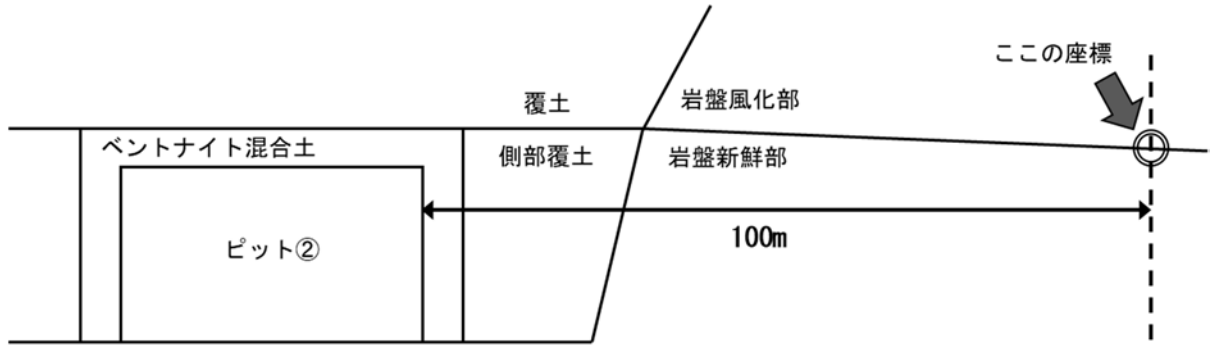 ここの座標
覆土
岩盤風化部
ベントナイト混合土
側部覆土
岩盤新鮮部
100m
ピット②